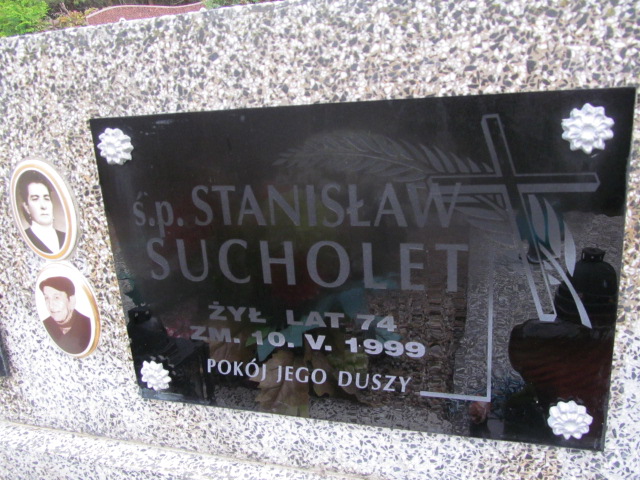 ś.p. STANISŁAW
SUCHOLET
ŻYŁ LAT 74
ZM. 10. V. 1999
POKÓJ JEGO DUSZY